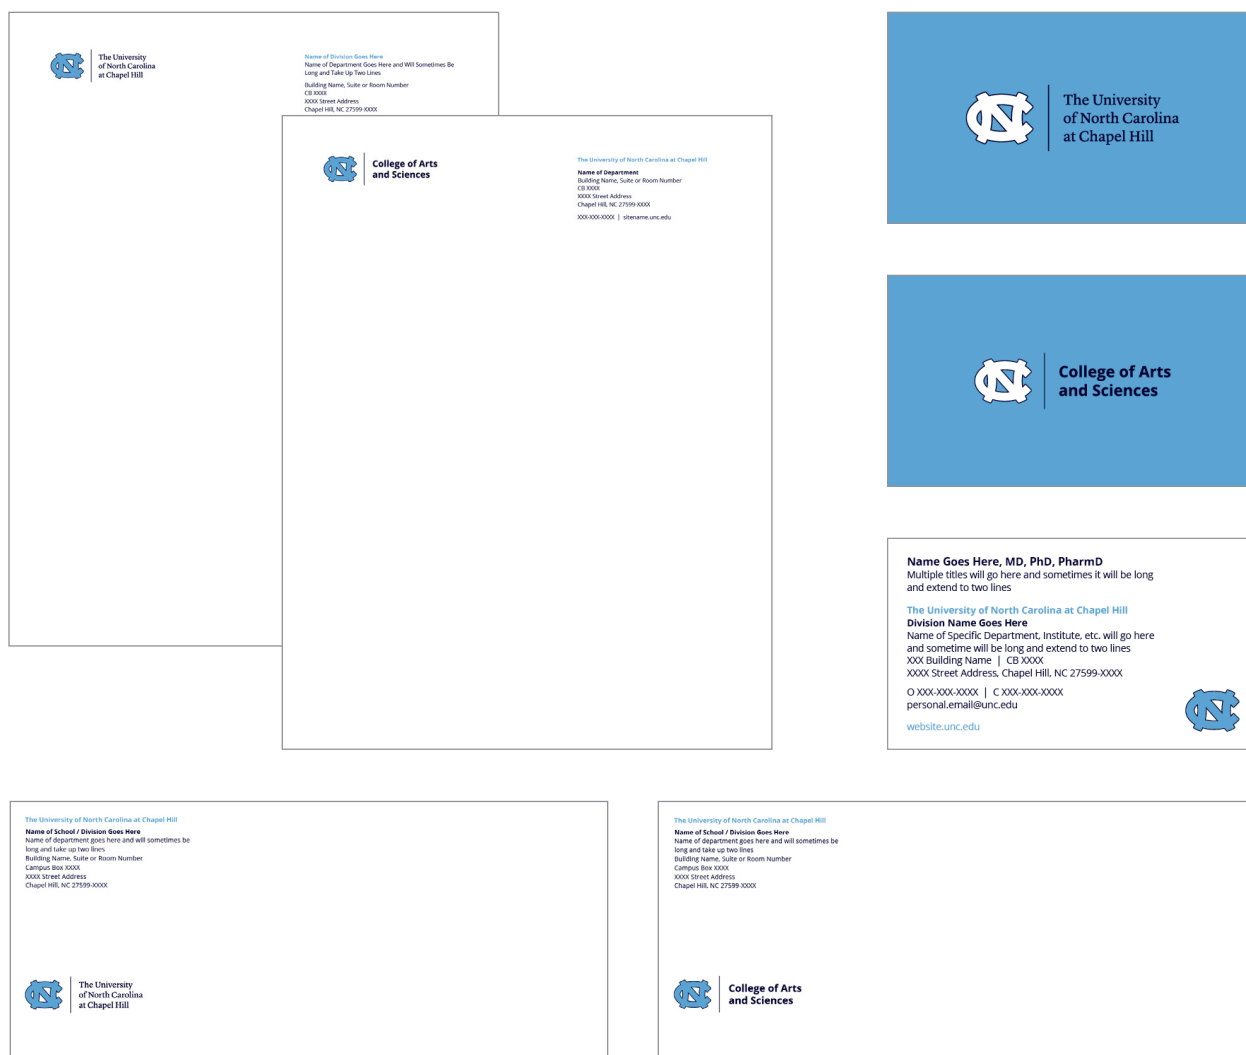 The University
of North Carolina
at Chapel Hill
Name of Division Goes Here
Name of Department Goes Here and Will Sometimes Be
Long and Take Up Two Lines
Building Name, Suite or Room Number
CB XXXX
XXXX Street Address
Chapel Hill, NC 27599-XXXX
College of Arts
and Sciences
The University of North Carolina at Chapel Hill
Name of Department
Building Name, Suite or Room Number
CB XXXX
XXXX Street Address
Chapel Hill, NC 27599-XXXX
XXX-XXX-XXXX | sitename.unc.edu
The University
of North Carolina
at Chapel Hill
College of Arts
and Sciences
Name Goes Here, MD, PhD, PharmD
Multiple titles will go here and sometimes it will be long
and extend to two lines
The University of North Carolina at Chapel Hill
Division Name Goes Here
Name of Specific Department, Institute, etc. will go here
and sometime will be long and extend to two lines
XXX Building Name | CB XXXX
XXXX Street Address, Chapel Hill, NC 27599-XXXX
O XXX-XXX-XXXX | C XXX-XXX-XXXX
personal.email@unc.edu
website.unc.edu
The University of North Carolina at Chapel Hill
Name of School / Division Goes Here
Name of department goes here and will sometimes be
long and take up two lines
Building Name, Suite or Room Number
Campus Box XXXX
XXXX Street Address
Chapel Hill, NC 27599-XXXX
The University
of North Carolina
at Chapel Hill
The University of North Carolina at Chapel Hill
Name of School / Division Goes Here
Name of department goes here and will sometimes be
long and take up two lines
Building Name, Suite or Room Number
Campus Box XXXX
XXXX Street Address
Chapel Hill, NC 27599-XXXX
College of Arts
and Sciences